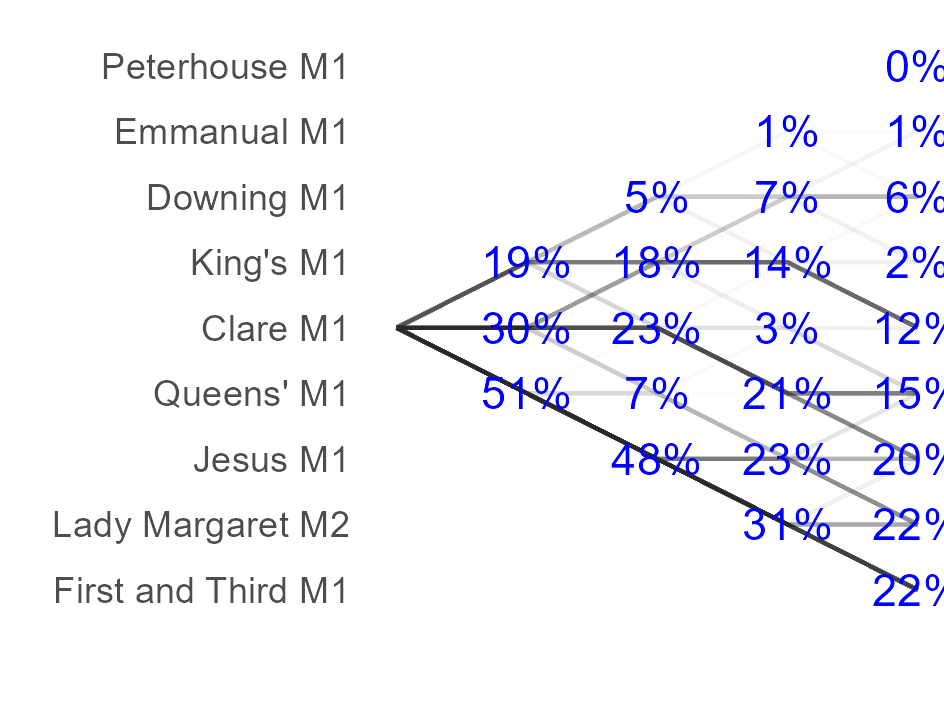 Peterhouse M1 0%
Emmanual M1 1% 1%
Downing M1 5% 7% 6%
King's M1 19% 18% 14% 2%
Clare M1 30% 23% 3% 12%
Queens' M1 51% 7% 21% 15%
Jesus M1 48% 23% 20%
Lady Margaret M2 31% 22%
First and Third M1 22%